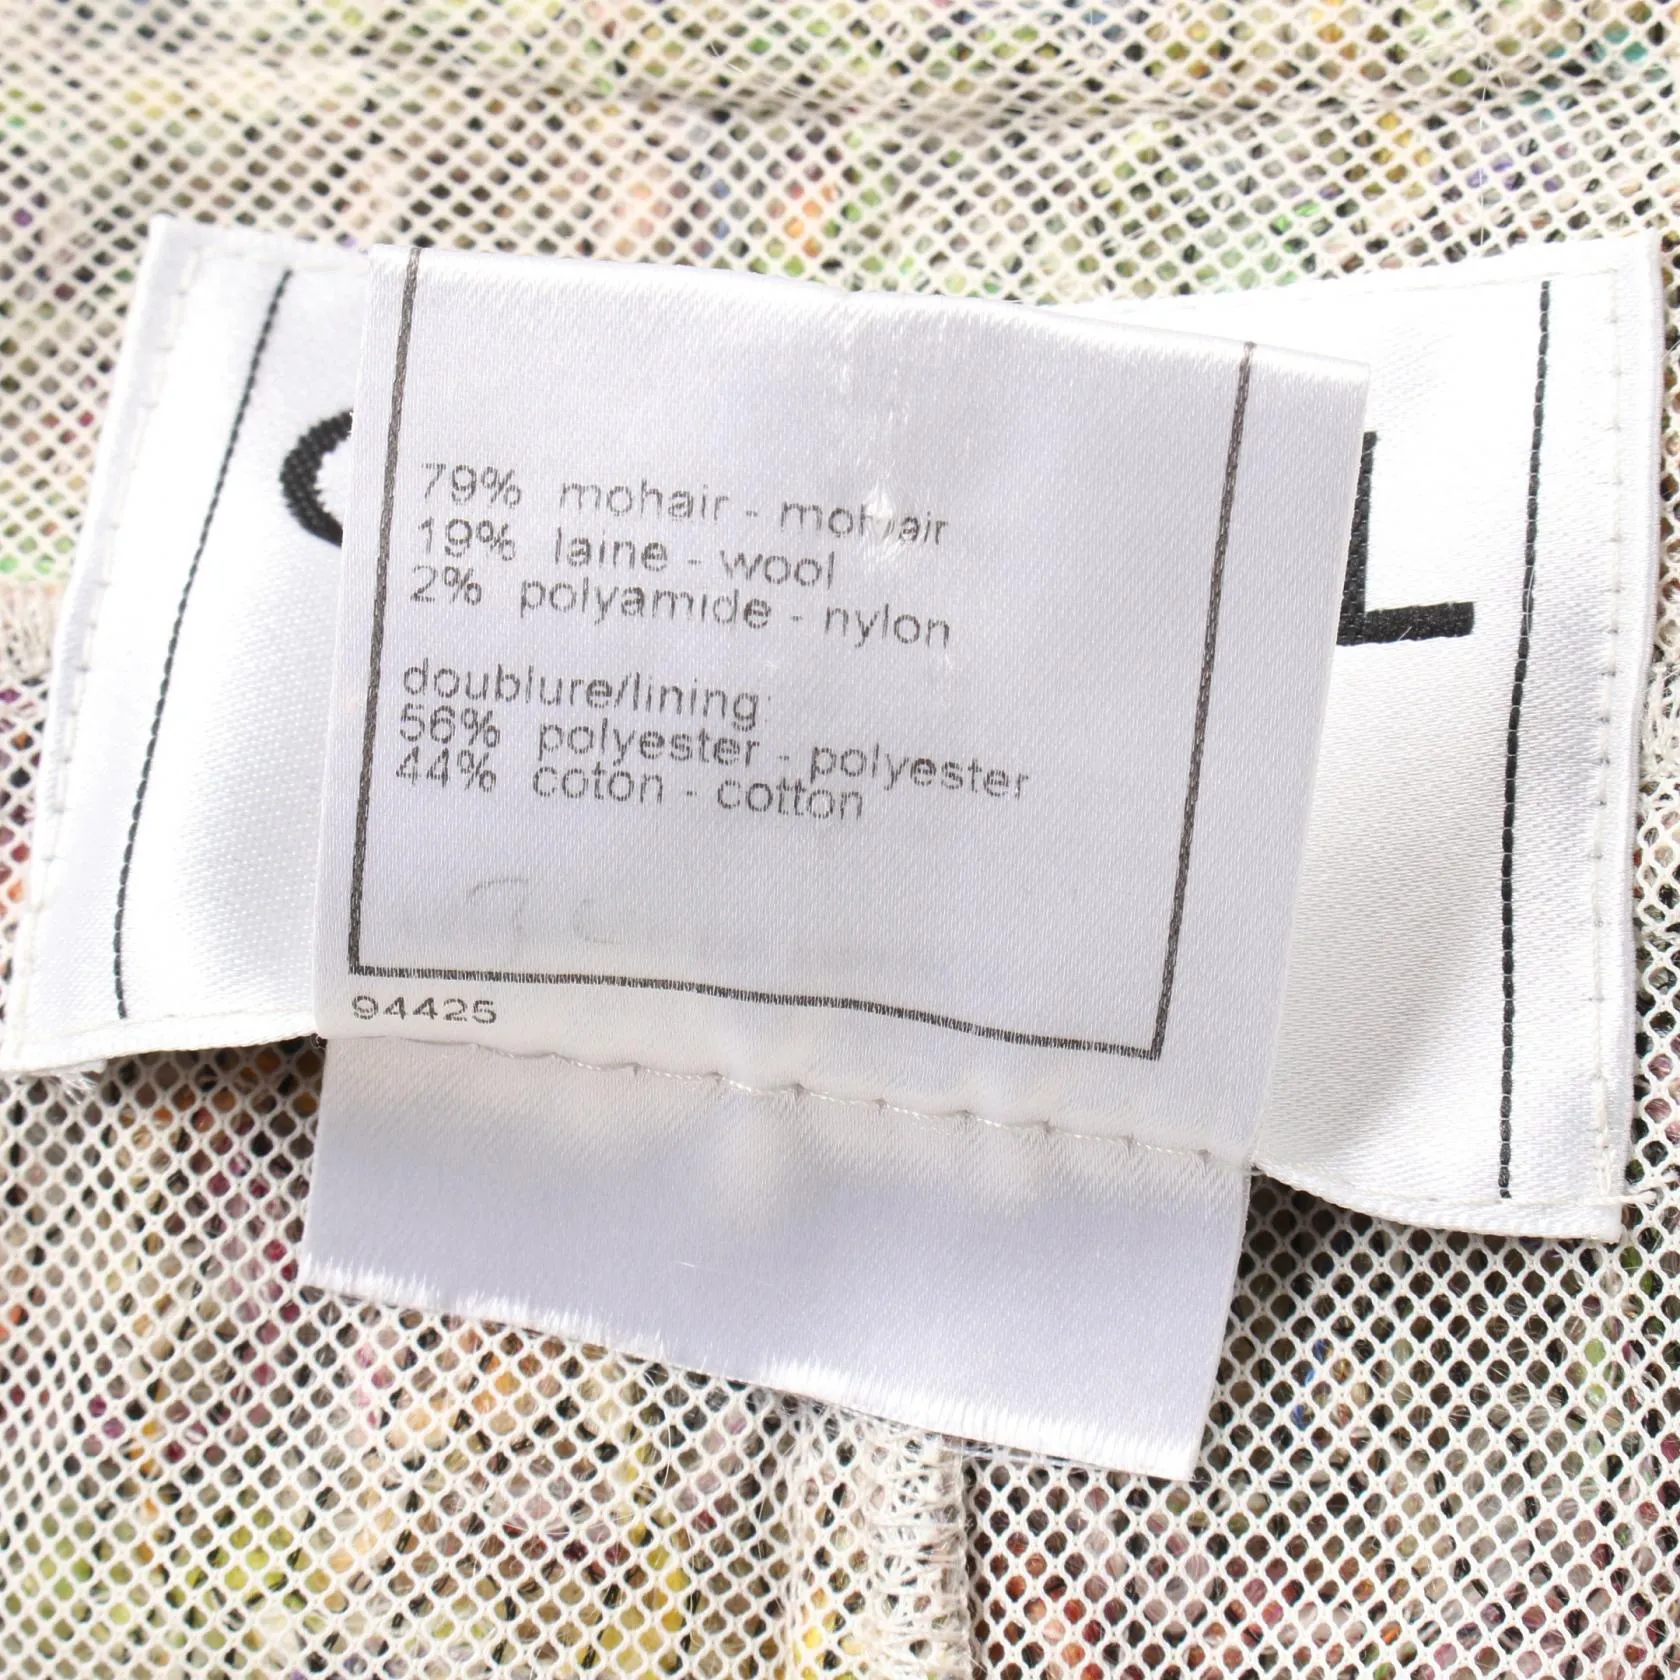 79% mohair - mohair
19% laine - wool
2% polyamide - nylon
doublure/lining:
56% polyester - polyester
44% coton - cotton
94425